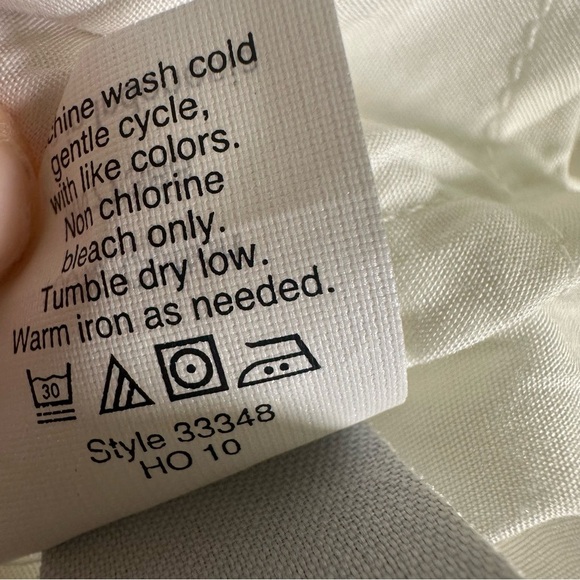 chine wash cold
gentle cycle,
with like colors.
Non chlorine
bleach only.
Tumble dry low.
Warm iron as needed.
30
Style 33348
HO 10